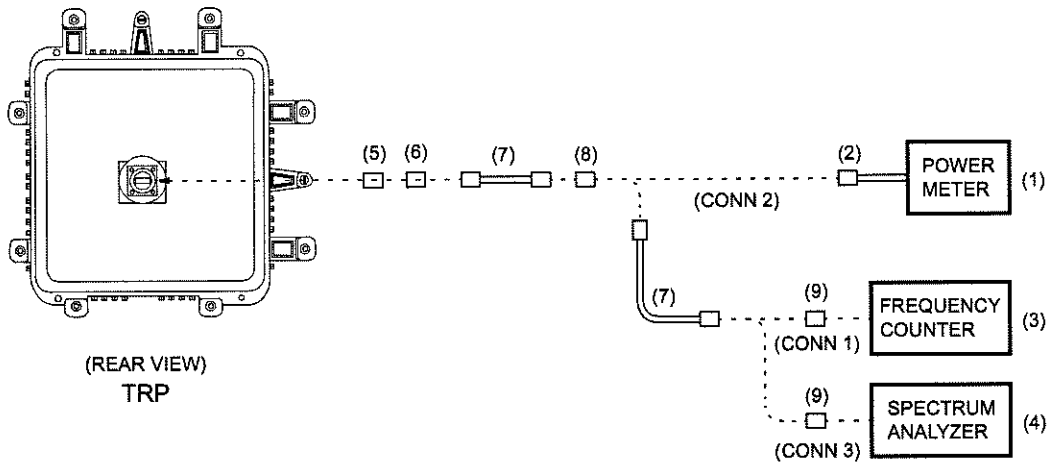 (5)
(6)
(7)
(8)
(2)
POWER
METER
(1)
(CONN 2)
(7)
(9)
FREQUENCY
COUNTER
(3)
(CONN 1)
(REAR VIEW)
TRP
(9)
SPECTRUM
ANALYZER
(4)
(CONN 3)